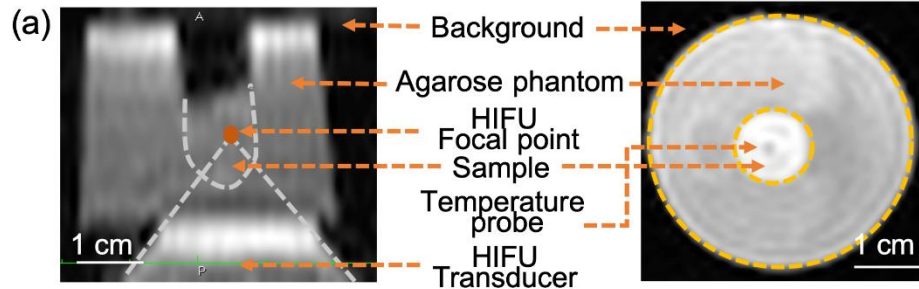 (a)
A
Background
Agarose phantom
HIFU
Focal point
Sample
Temperature
probe
HIFU
Transducer
1 cm
P
1 cm